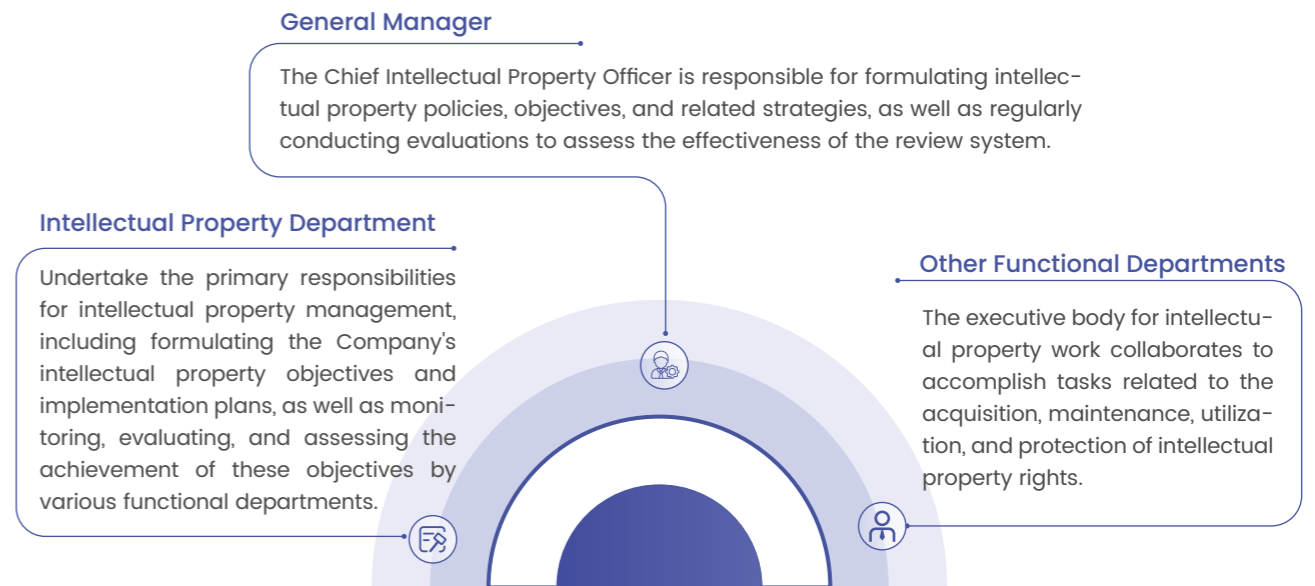 General Manager
The Chief Intellectual Property Officer is responsible for formulating intellec-
tual property policies, objectives, and related strategies, as well as regularly
conducting evaluations to assess the effectiveness of the review system.
Intellectual Property Department
Undertake the primary responsibilities
for intellectual property management,
including formulating the Company's
intellectual property objectives and
implementation plans, as well as moni-
toring, evaluating, and assessing the
achievement of these objectives by
various functional departments.
Other Functional Departments
The executive body for intellectu-
al property work collaborates to
accomplish tasks related to the
acquisition, maintenance, utiliza-
tion, and protection of intellectual
property rights.